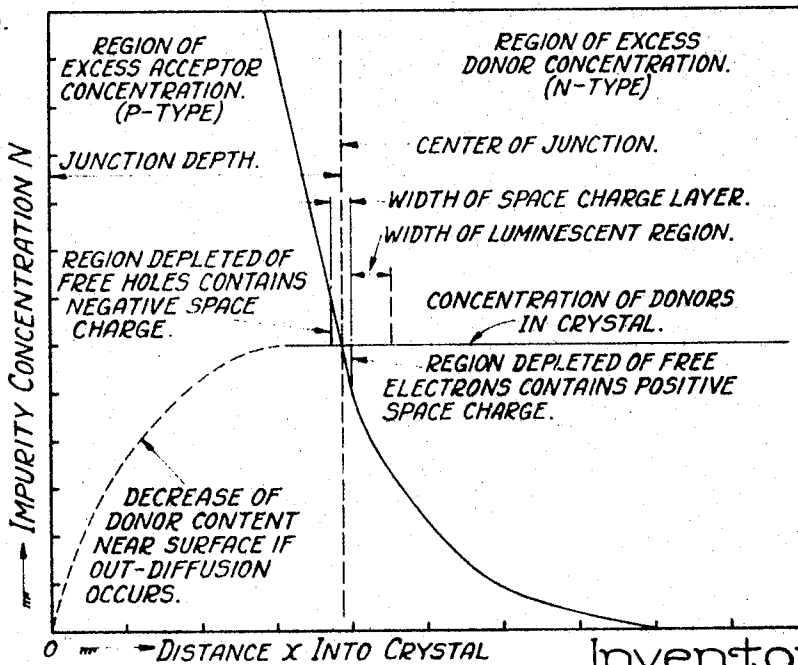 REGION OF
EXCESS ACCEPTOR
CONCENTRATION.
(P-TYPE)
REGION OF EXCESS
DONOR CONCENTRATION.
(N-TYPE)
JUNCTION DEPTH.
CENTER OF JUNCTION.
WIDTH OF SPACE CHARGE LAYER.
WIDTH OF LUMINESCENT REGION.
REGION DEPLETED OF
FREE HOLES CONTAINS
NEGATIVE SPACE
CHARGE.
CONCENTRATION OF DONORS
IN CRYSTAL.
REGION DEPLETED OF FREE
ELECTRONS CONTAINS POSITIVE
SPACE CHARGE.
DECREASE OF
DONOR CONTENT
NEAR SURFACE IF
OUT-DIFFUSION
OCCURS.
IMPURITY CONCENTRATION N
0
DISTANCE X INTO CRYSTAL
Inventor